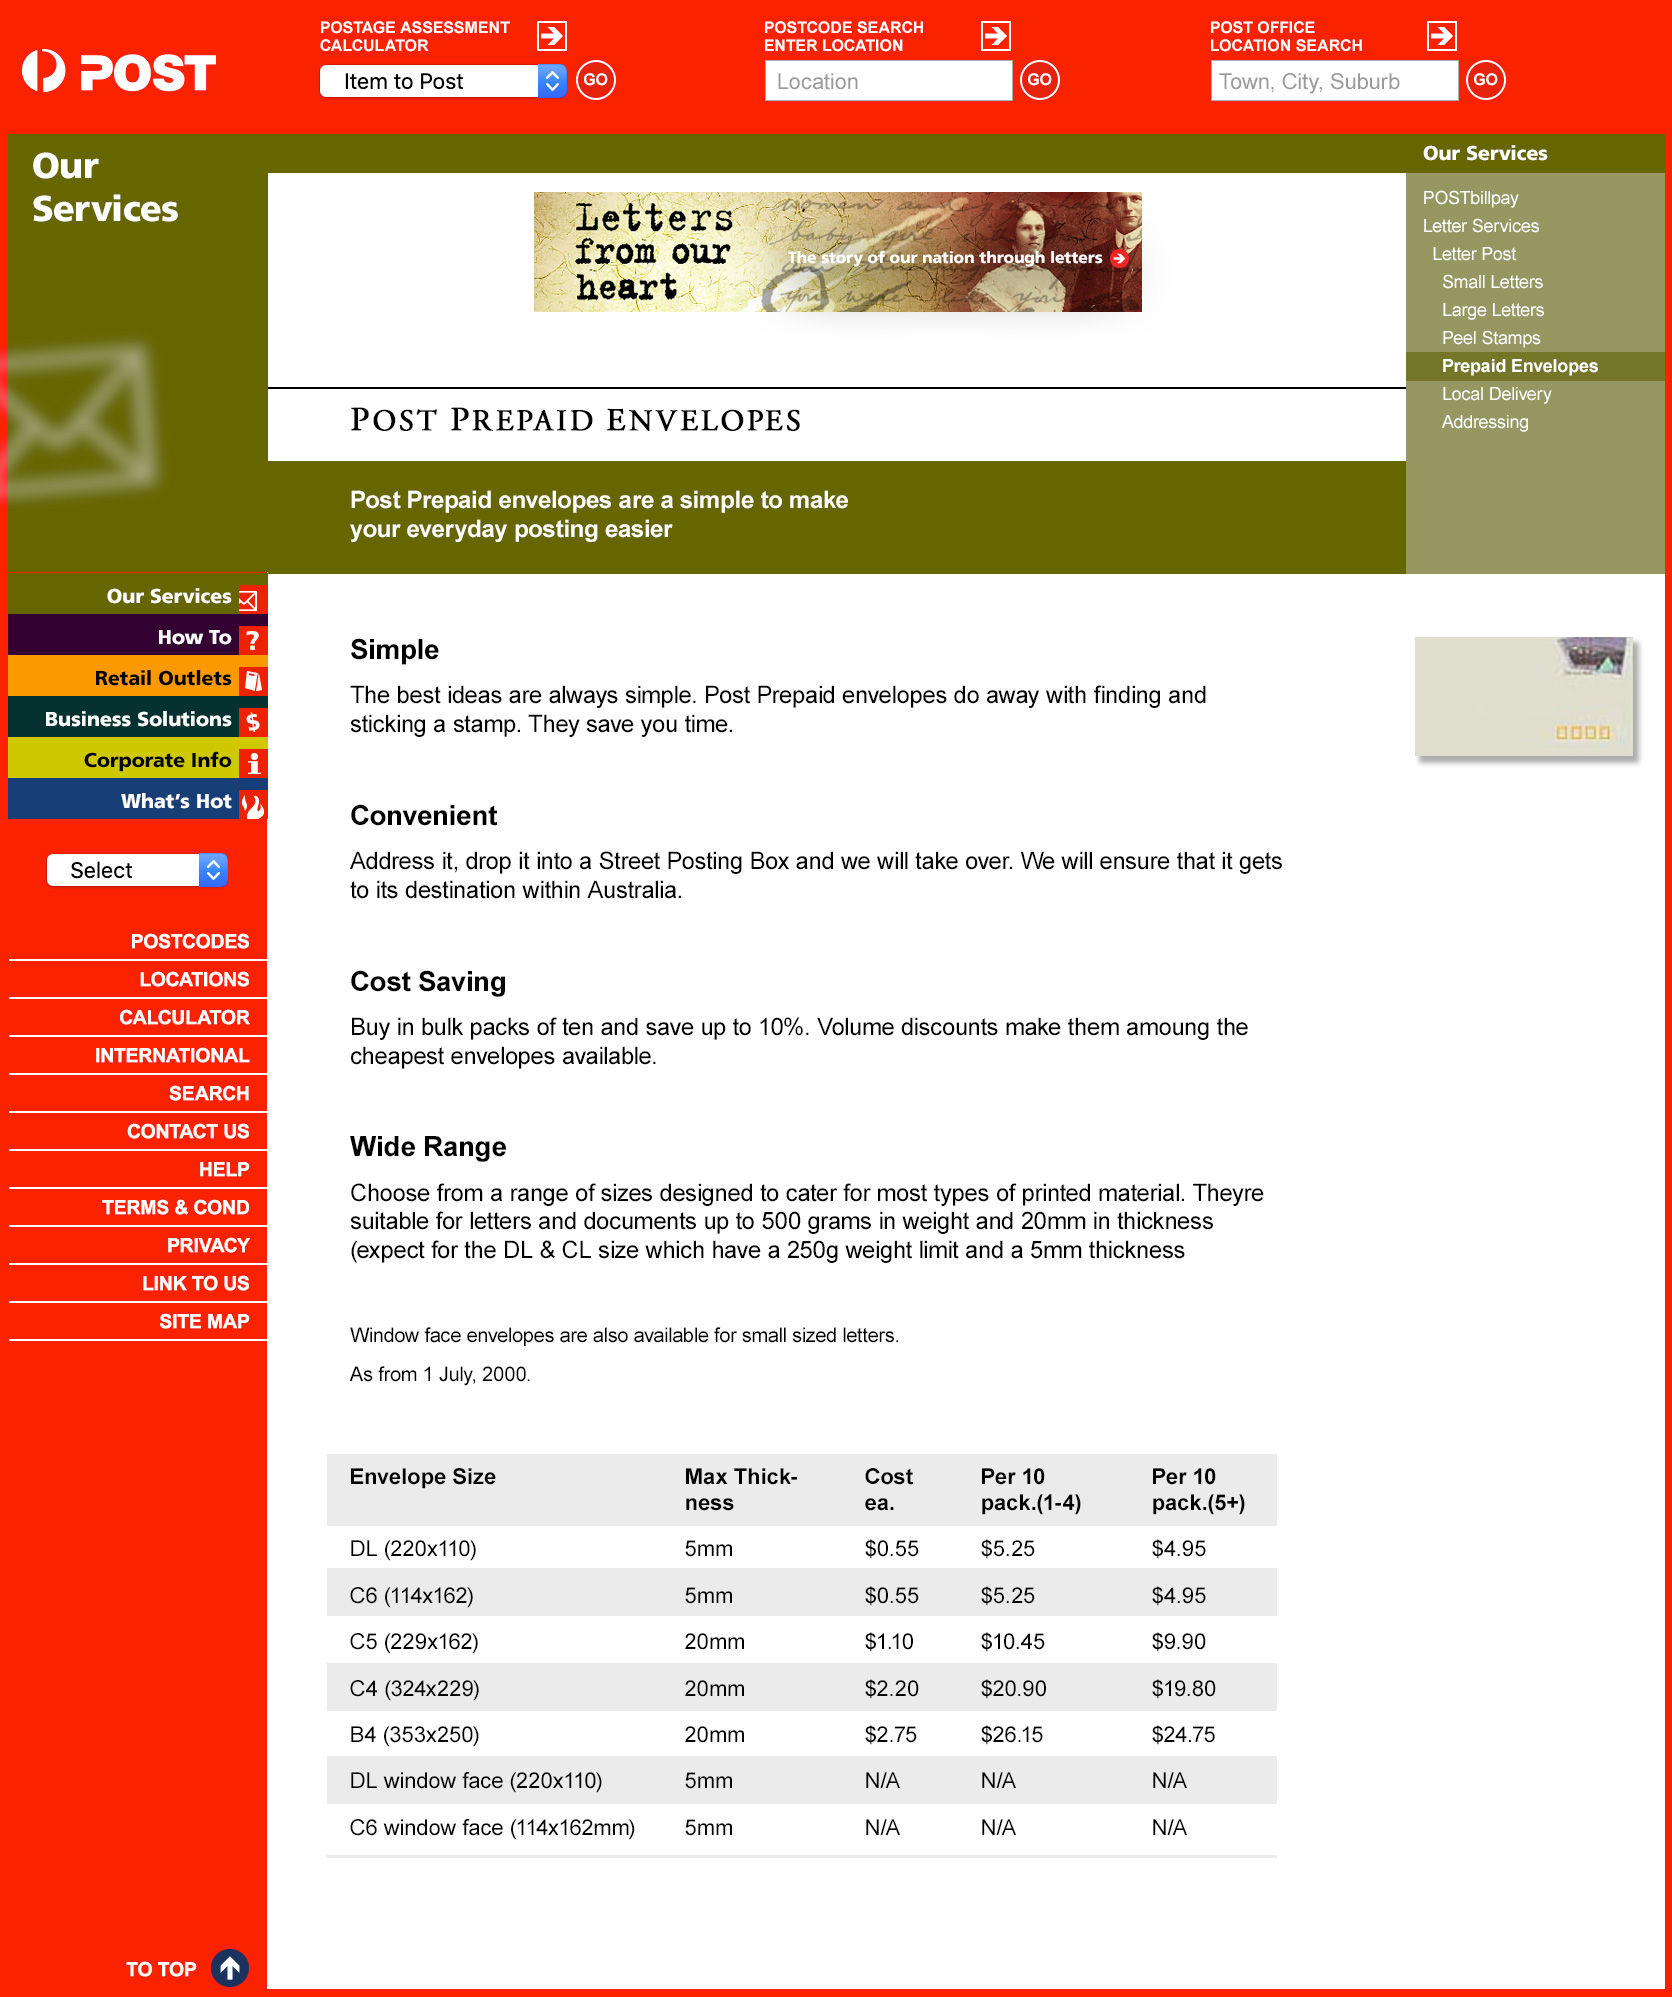 POST
POSTAGE ASSESSMENT
CALCULATOR
Item to Post
GO
POSTCODE SEARCH
ENTER LOCATION
Location
GO
POST OFFICE
LOCATION SEARCH
Town, City, Suburb
GO
Our
Services
Letters
from our
heart
The story of our nation through letters
Our Services
POSTbillpay
Letter Services
Letter Post
Small Letters
Large Letters
Peel Stamps
Prepaid Envelopes
Local Delivery
Addressing
POST PREPAID ENVELOPES
Post Prepaid envelopes are a simple to make
your everyday posting easier
Our Services
How To ?
Retail Outlets
Business Solutions $
Corporate Info i
What's Hot
Select
POSTCODES
LOCATIONS
CALCULATOR
INTERNATIONAL
SEARCH
CONTACT US
HELP
TERMS & COND
PRIVACY
LINK TO US
SITE MAP
Simple
The best ideas are always simple. Post Prepaid envelopes do away with finding and
sticking a stamp. They save you time.
Convenient
Address it, drop it into a Street Posting Box and we will take over. We will ensure that it gets
to its destination within Australia.
Cost Saving
Buy in bulk packs of ten and save up to 10%. Volume discounts make them amoung the
cheapest envelopes available.
Wide Range
Choose from a range of sizes designed to cater for most types of printed material. Theyre
suitable for letters and documents up to 500 grams in weight and 20mm in thickness
(expect for the DL & CL size which have a 250g weight limit and a 5mm thickness
Window face envelopes are also available for small sized letters.
As from 1 July, 2000.
Envelope Size Max Thick- Cost Per 10 Per 10
ness ea. pack.(1-4) pack.(5+)
DL (220x110) 5mm $0.55 $5.25 $4.95
C6 (114x162) 5mm $0.55 $5.25 $4.95
C5 (229x162) 20mm $1.10 $10.45 $9.90
C4 (324x229) 20mm $2.20 $20.90 $19.80
B4 (353x250) 20mm $2.75 $26.15 $24.75
DL window face (220x110) 5mm N/A N/A N/A
C6 window face (114x162mm) 5mm N/A N/A N/A
TO TOP